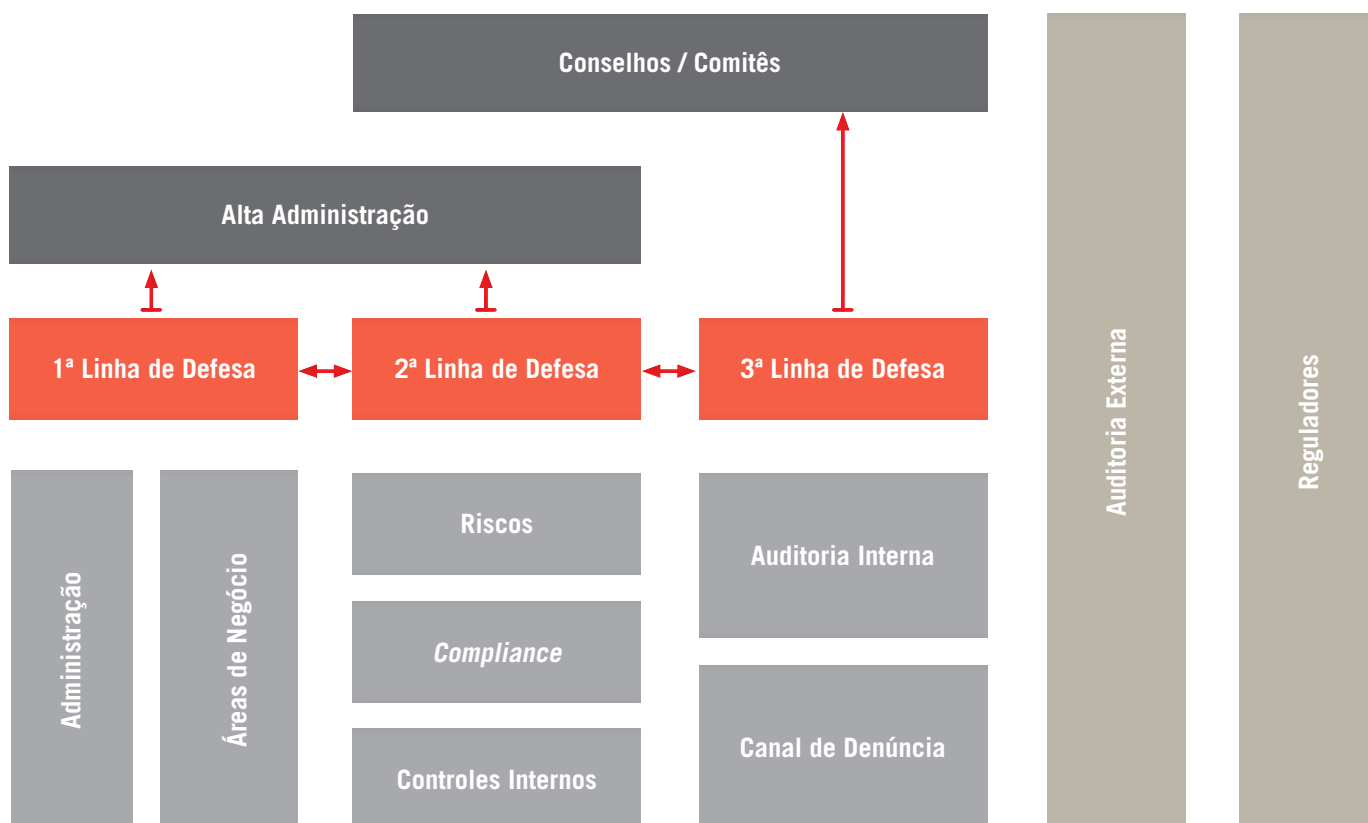 Conselhos / Comitês
Alta Administração
1ª Linha de Defesa
2ª Linha de Defesa
3ª Linha de Defesa
Administração
Áreas de Negócio
Riscos
Compliance
Controles Internos
Auditoria Interna
Canal de Denúncia
Auditoria Externa
Reguladores